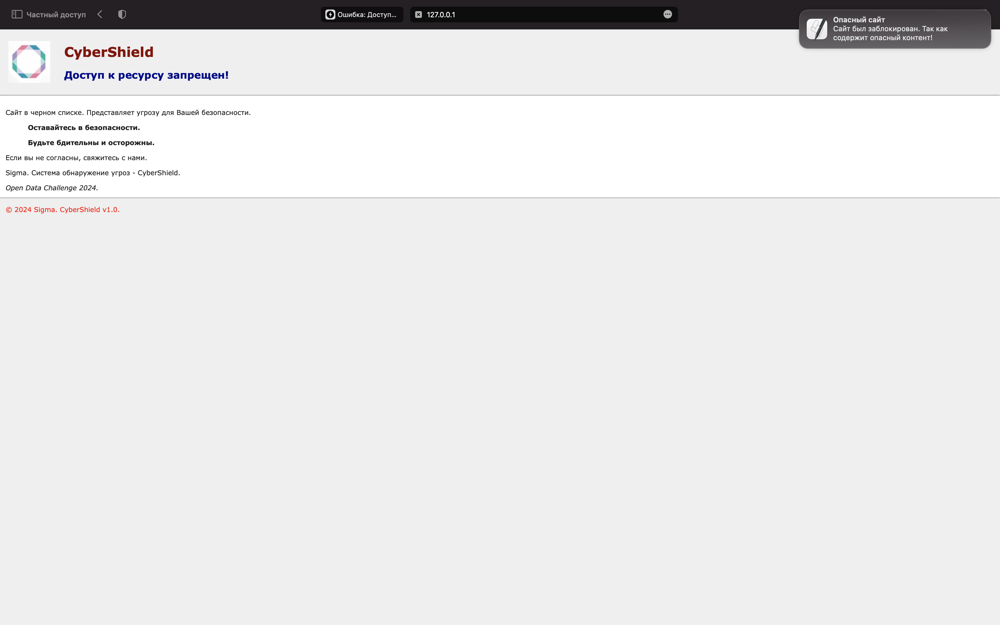 Частный доступ
Ошибка: Доступ...
127.0.0.1
Опасный сайт
Сайт был заблокирован. Так как
содержит опасный контент!
CyberShield
Доступ к ресурсу запрещен!
Сайт в черном списке. Представляет угрозу для Вашей безопасности.
Оставайтесь в безопасности.
Будьте бдительны и осторожны.
Если вы не согласны, свяжитесь с нами.
Sigma. Система обнаружение угроз - CyberShield.
Open Data Challenge 2024.
© 2024 Sigma. CyberShield v1.0.